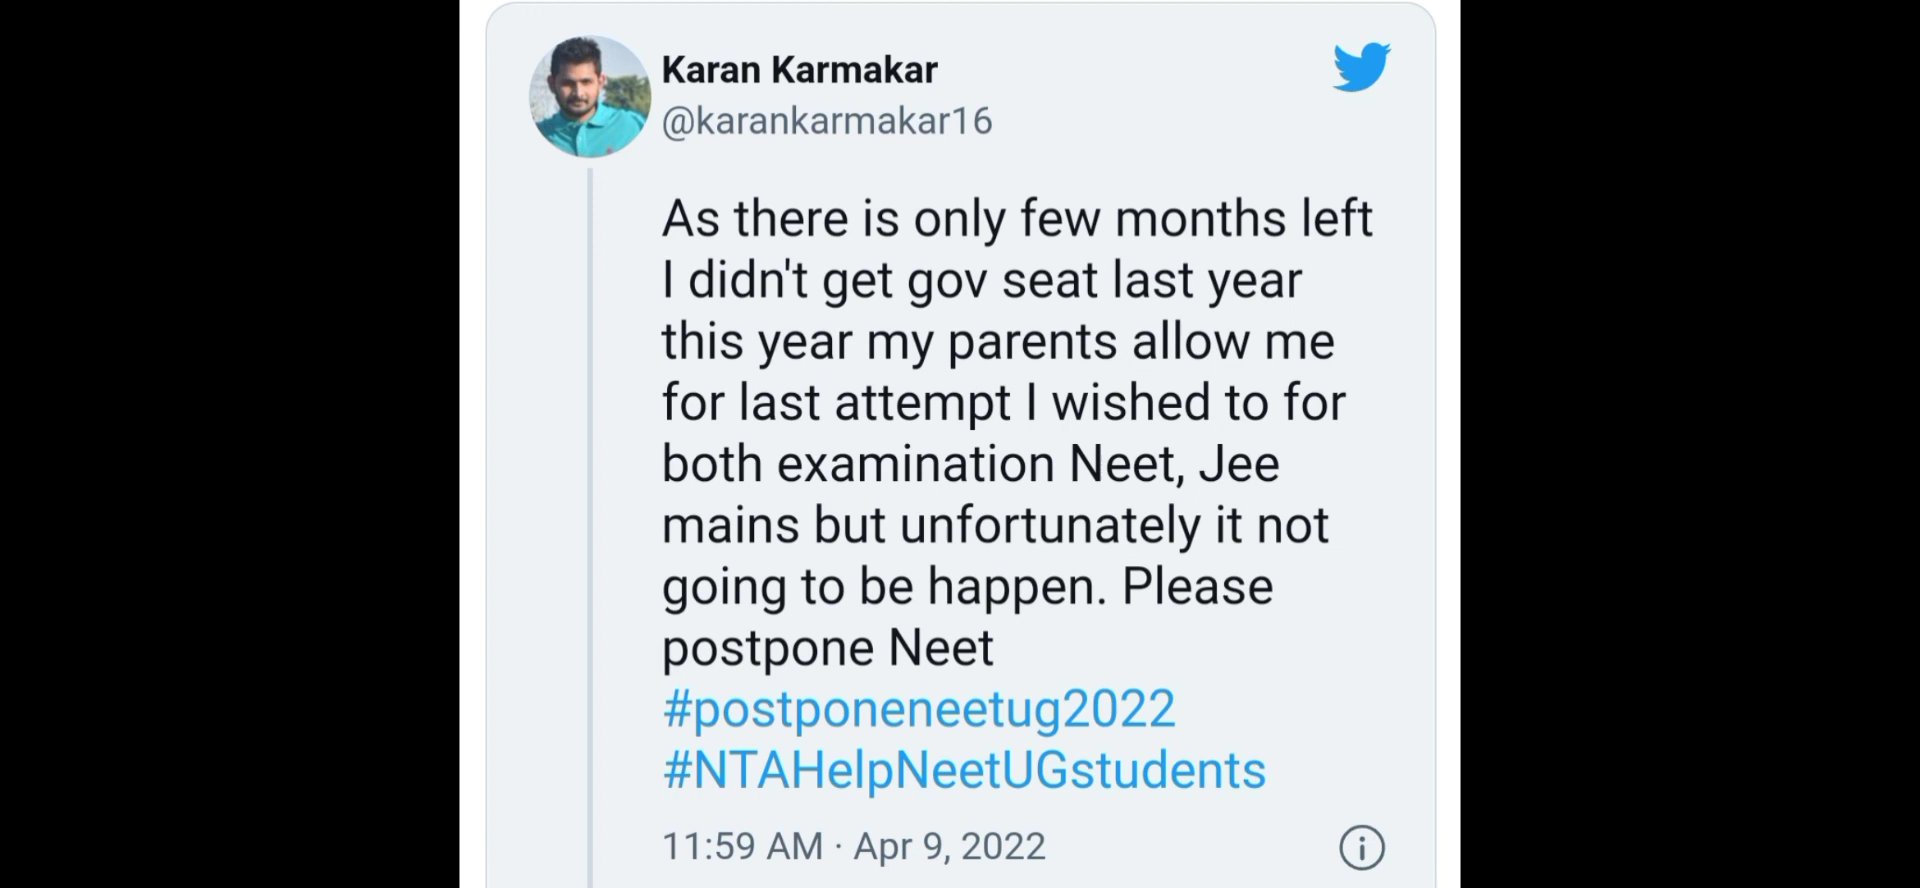 Karan Karmakar
@karankarmakar16
As there is only few months left
I didn't get gov seat last year
this year my parents allow me
for last attempt I wished to for
both examination Neet, Jee
mains but unfortunately it not
going to be happen. Please
postpone Neet
#postponeneetug2022
#NTAHelpNeetUGstudents
11:59 AM · Apr 9, 2022